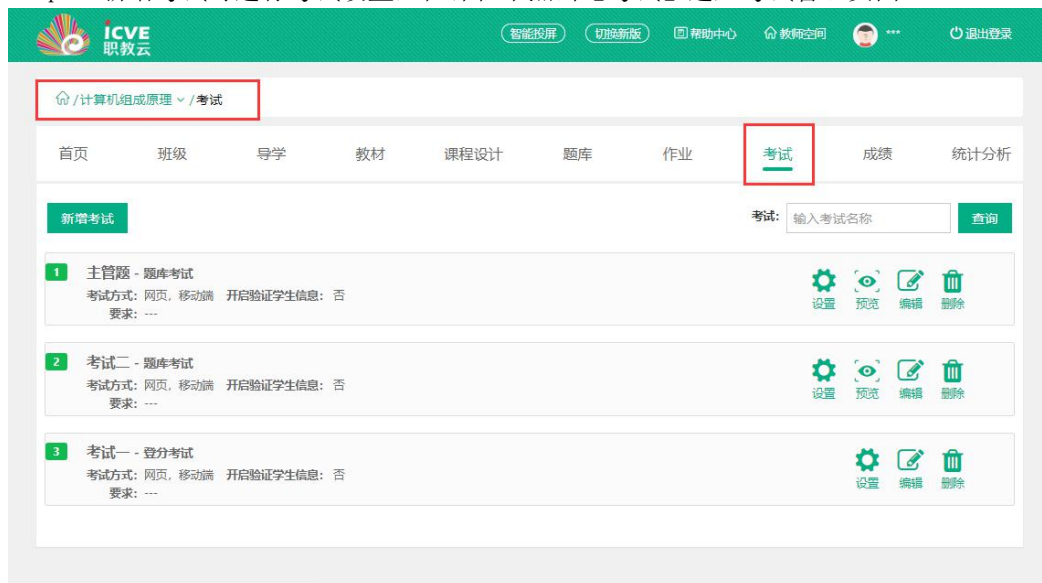 iCVE
职教云
智能投屏 切换新版 帮助中心 教师空间 *** 退出登录
/计算机组成原理 /考试
首页 班级 导学 教材 课程设计 题库 作业 考试 成绩 统计分析
新增考试 考试: 输入考试名称 查询
1 主管题 - 题库考试
考试方式: 网页, 移动端 开启验证学生信息: 否
要求: ---
设置 预览 编辑 删除
2 考试二 - 题库考试
考试方式: 网页, 移动端 开启验证学生信息: 否
要求: ---
设置 预览 编辑 删除
3 考试一 - 登分考试
考试方式: 网页, 移动端 开启验证学生信息: 否
要求: ---
设置 编辑 删除